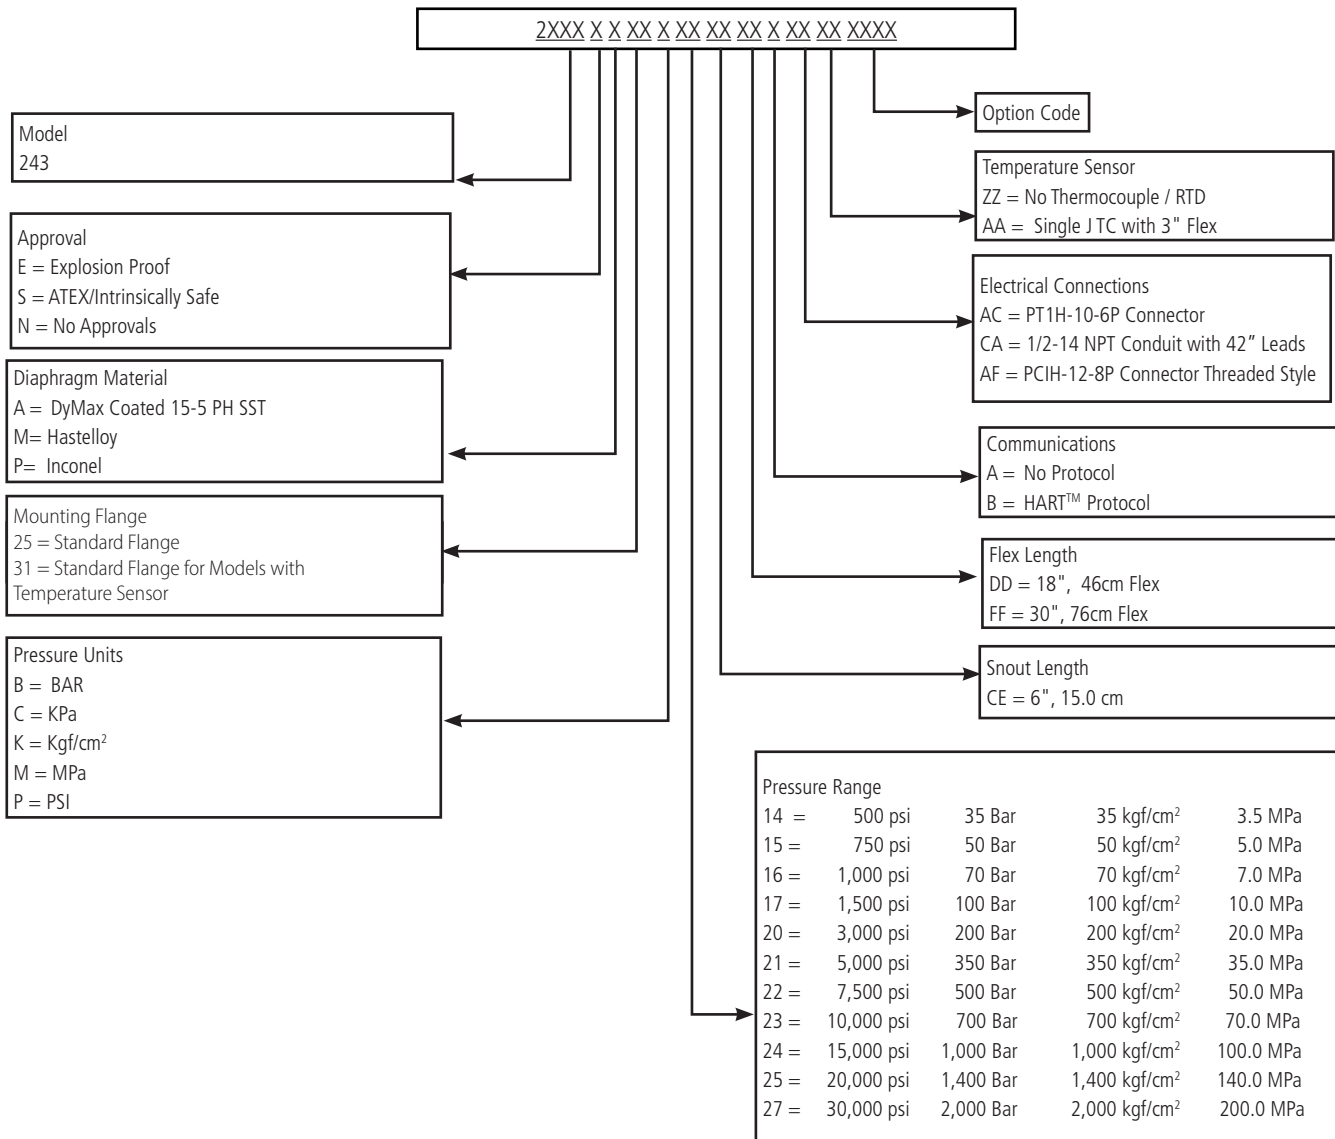 2XXX X X XX X XX XX XX X XX XX XXXX
Option Code
Model
243
Temperature Sensor
ZZ = No Thermocouple / RTD
AA = Single J TC with 3" Flex
Approval
E = Explosion Proof
S = ATEX/Intrinsically Safe
N = No Approvals
Electrical Connections
AC = PT1H-10-6P Connector
CA = 1/2-14 NPT Conduit with 42" Leads
AF = PCIH-12-8P Connector Threaded Style
Diaphragm Material
A = DyMax Coated 15-5 PH SST
M= Hastelloy
P= Inconel
Communications
A = No Protocol
B = HART™ Protocol
Mounting Flange
25 = Standard Flange
31 = Standard Flange for Models with
Temperature Sensor
Flex Length
DD = 18", 46cm Flex
FF = 30", 76cm Flex
Pressure Units
B = BAR
C = KPa
K = Kgf/cm²
M = MPa
P = PSI
Snout Length
CE = 6", 15.0 cm
Pressure Range
14 = 500 psi 35 Bar 35 kgf/cm² 3.5 MPa
15 = 750 psi 50 Bar 50 kgf/cm² 5.0 MPa
16 = 1,000 psi 70 Bar 70 kgf/cm² 7.0 MPa
17 = 1,500 psi 100 Bar 100 kgf/cm² 10.0 MPa
20 = 3,000 psi 200 Bar 200 kgf/cm² 20.0 MPa
21 = 5,000 psi 350 Bar 350 kgf/cm² 35.0 MPa
22 = 7,500 psi 500 Bar 500 kgf/cm² 50.0 MPa
23 = 10,000 psi 700 Bar 700 kgf/cm² 70.0 MPa
24 = 15,000 psi 1,000 Bar 1,000 kgf/cm² 100.0 MPa
25 = 20,000 psi 1,400 Bar 1,400 kgf/cm² 140.0 MPa
27 = 30,000 psi 2,000 Bar 2,000 kgf/cm² 200.0 MPa